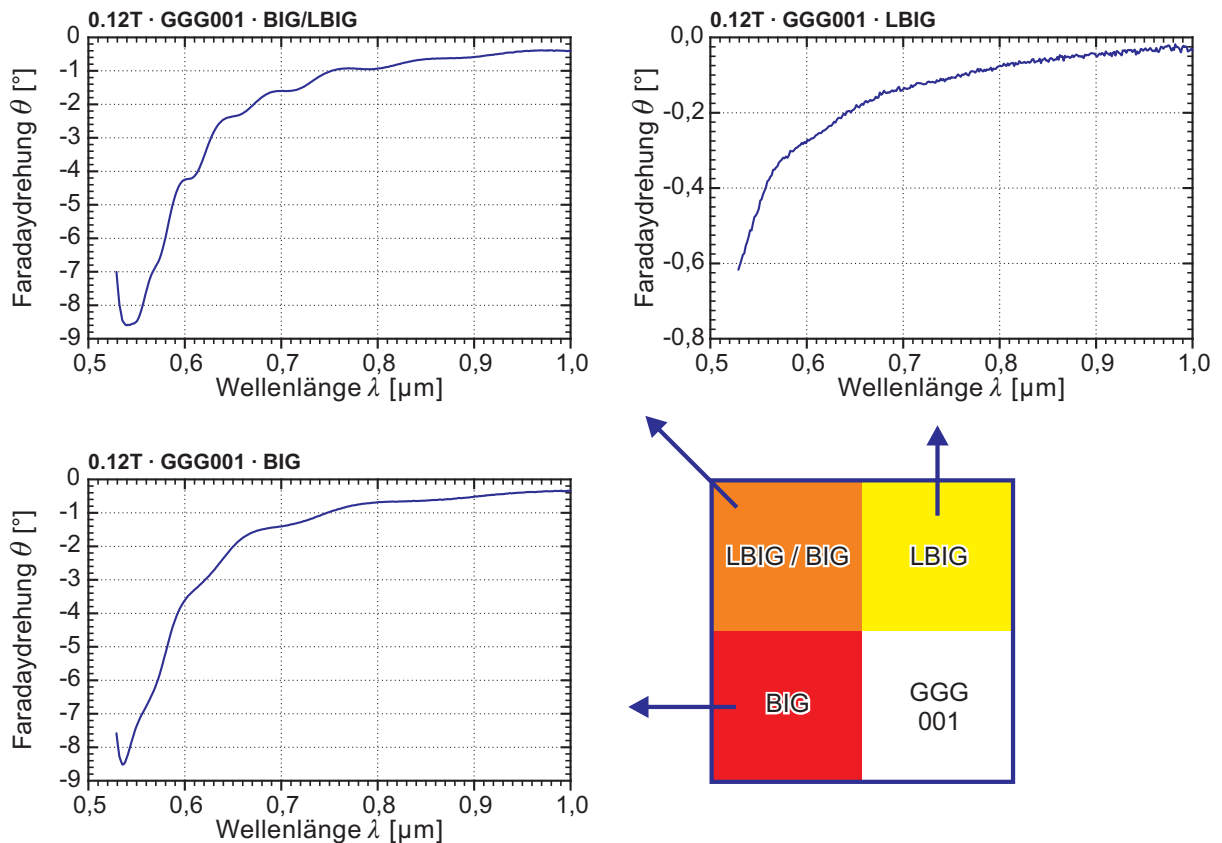 0.12T · GGG001 · BIG/LBIG
Faradaydrehung θ [°]
0
-1
-2
-3
-4
-5
-6
-7
-8
-9
0,5 0,6 0,7 0,8 0,9 1,0
Wellenlänge λ [µm]
0.12T · GGG001 · LBIG
Faradaydrehung θ [°]
0,0
-0,2
-0,4
-0,6
-0,8
0,5 0,6 0,7 0,8 0,9 1,0
Wellenlänge λ [µm]
0.12T · GGG001 · BIG
Faradaydrehung θ [°]
0
-1
-2
-3
-4
-5
-6
-7
-8
-9
0,5 0,6 0,7 0,8 0,9 1,0
Wellenlänge λ [µm]
LBIG / BIG
LBIG
BIG
GGG
001